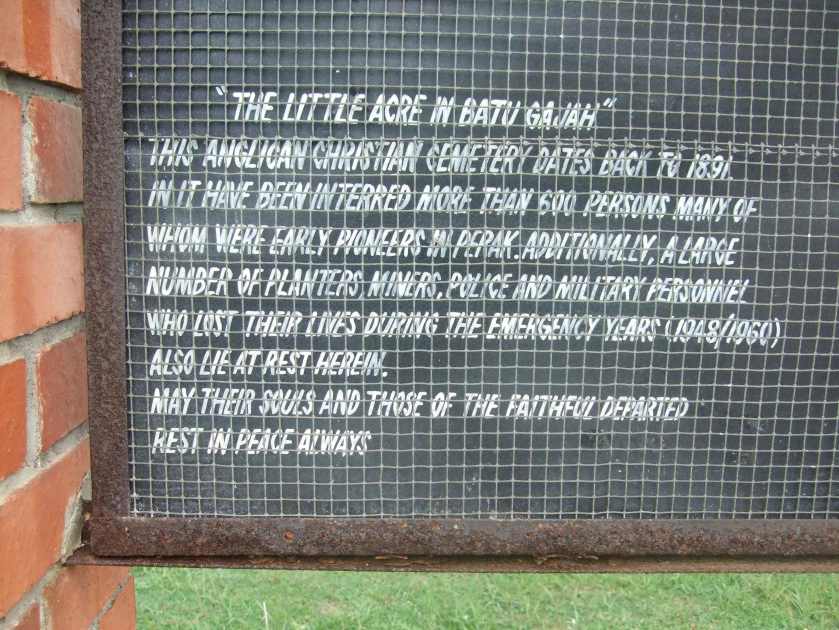 "THE LITTLE ACRE IN BATU GAJAH"
THIS ANGLICAN CHRISTIAN CEMETERY DATES BACK TO 1891.
IN IT HAVE BEEN INTERRED MORE THAN 600 PERSONS MANY OF
WHOM WERE EARLY PIONEERS IN PERAK. ADDITIONALLY, A LARGE
NUMBER OF PLANTERS, MINERS, POLICE AND MILITARY PERSONNEL
WHO LOST THEIR LIVES DURING THE EMERGENCY YEARS (1948/1960)
ALSO LIE AT REST HEREIN.
MAY THEIR SOULS AND THOSE OF THE FAITHFUL DEPARTED
REST IN PEACE ALWAYS